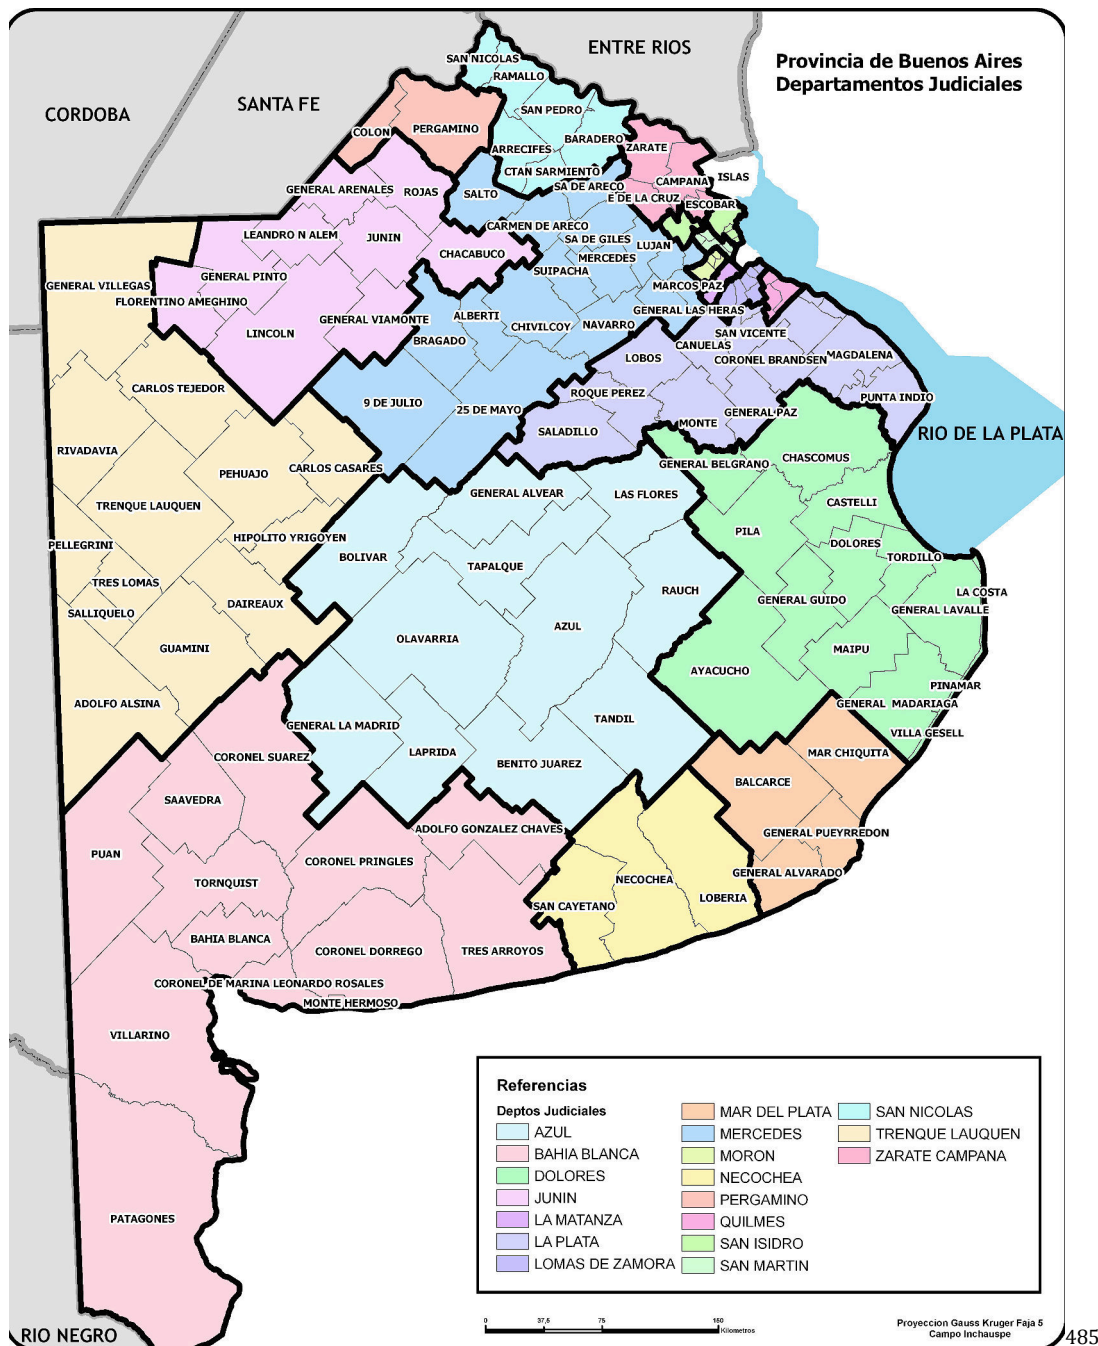 ENTRE RIOS
Provincia de Buenos Aires
Departamentos Judiciales
CORDOBA
SANTA FE
SAN NICOLAS
RAMALLO
SAN PEDRO
COLON
PERGAMINO
BARADERO
ZARATE
ARRECIFES
CTAN SARMIENTO
ISLAS
CAMPANA
GENERAL ARENALES
ROJAS
SALTO
SA DE ARECO
E DE LA CRUZ
ESCOBAR
CARMEN DE ARECO
LEANDRO N ALEM
JUNIN
SA DE GILES
LUJAN
CHACABUCO
MERCEDES
SUIPACHA
GENERAL PINTO
GENERAL VILLEGAS
MARCOS PAZ
FLORENTINO AMEGHINO
GENERAL VIAMONTE
ALBERTI
GENERAL LAS HERAS
LINCOLN
BRAGADO
CHIVILCOY
NAVARRO
SAN VICENTE
CANUELAS
LOBOS
CORONEL BRANDSEN
MAGDALENA
CARLOS TEJEDOR
ROQUE PEREZ
PUNTA INDIO
9 DE JULIO
25 DE MAYO
GENERAL PAZ
MONTE
SALADILLO
RIO DE LA PLATA
RIVADAVIA
PEHUAJO
CARLOS CASARES
GENERAL BELGRANO
CHASCOMUS
GENERAL ALVEAR
LAS FLORES
TRENQUE LAUQUEN
CASTELLI
PILA
HIPOLITO YRIGOYEN
PELLEGRINI
BOLIVAR
DOLORES
TORDILLO
TAPALQUE
TRES LOMAS
RAUCH
LA COSTA
DAIREAUX
GENERAL GUIDO
GENERAL LAVALLE
SALLIQUELO
AZUL
OLAVARRIA
GUAMINI
MAIPU
AYACUCHO
PINAMAR
ADOLFO ALSINA
GENERAL MADARIAGA
TANDIL
GENERAL LA MADRID
VILLA GESELL
LAPRIDA
MAR CHIQUITA
CORONEL SUAREZ
BENITO JUAREZ
BALCARCE
SAAVEDRA
ADOLFO GONZALEZ CHAVES
GENERAL PUEYRREDON
PUAN
CORONEL PRINGLES
GENERAL ALVARADO
NECOCHEA
TORNQUIST
LOBERIA
SAN CAYETANO
BAHIA BLANCA
CORONEL DORREGO
TRES ARROYOS
CORONEL DE MARINA LEONARDO ROSALES
MONTE HERMOSO
VILLARINO
PATAGONES
RIO NEGRO
Referencias
Deptos Judiciales
AZUL
BAHIA BLANCA
DOLORES
JUNIN
LA MATANZA
LA PLATA
LOMAS DE ZAMORA
MAR DEL PLATA
MERCEDES
MORON
NECOCHEA
PERGAMINO
QUILMES
SAN ISIDRO
SAN MARTIN
SAN NICOLAS
TRENQUE LAUQUEN
ZARATE CAMPANA
0 37,5 75 150
Kilometros
Proyeccion Gauss Kruger Faja 5
Campo Inchauspe
485